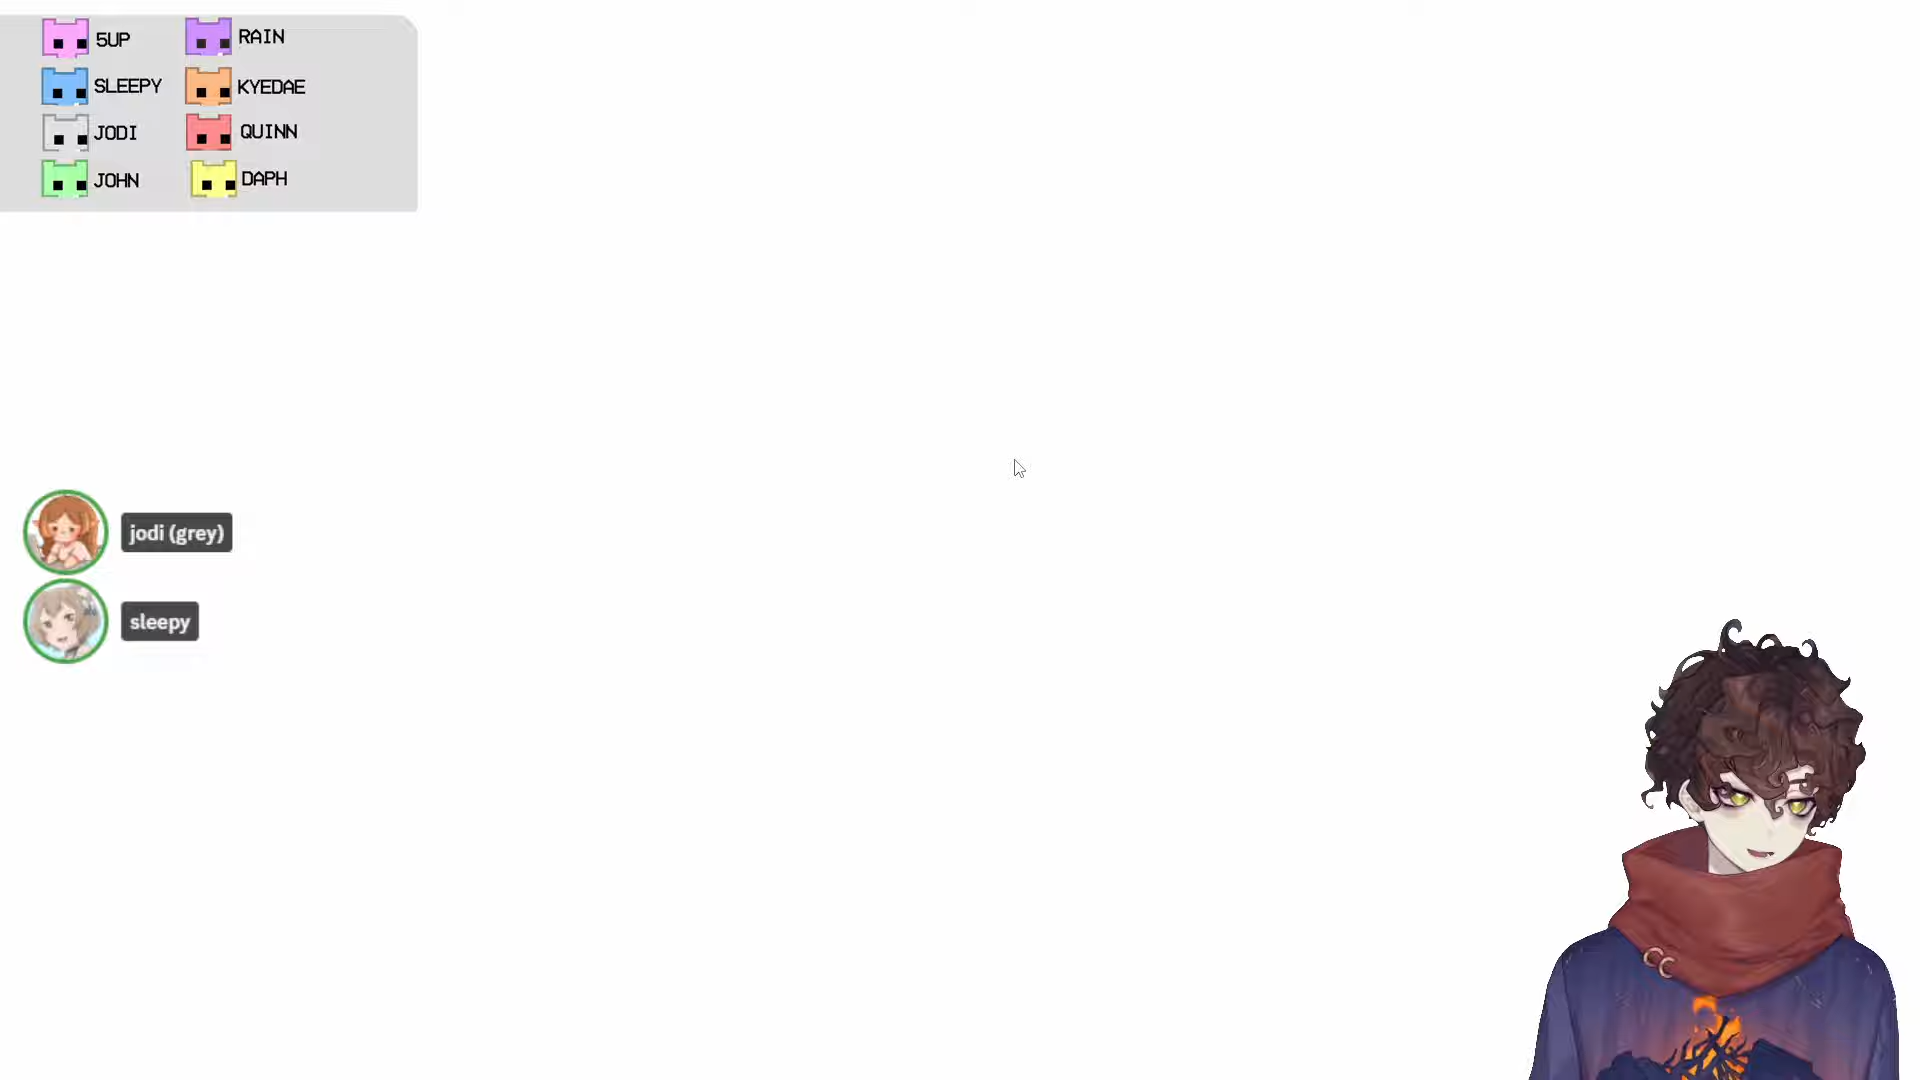 5UP RAIN
SLEEPY KYEDAE
JODI QUINN
JOHN DAPH
jodi (grey)
sleepy